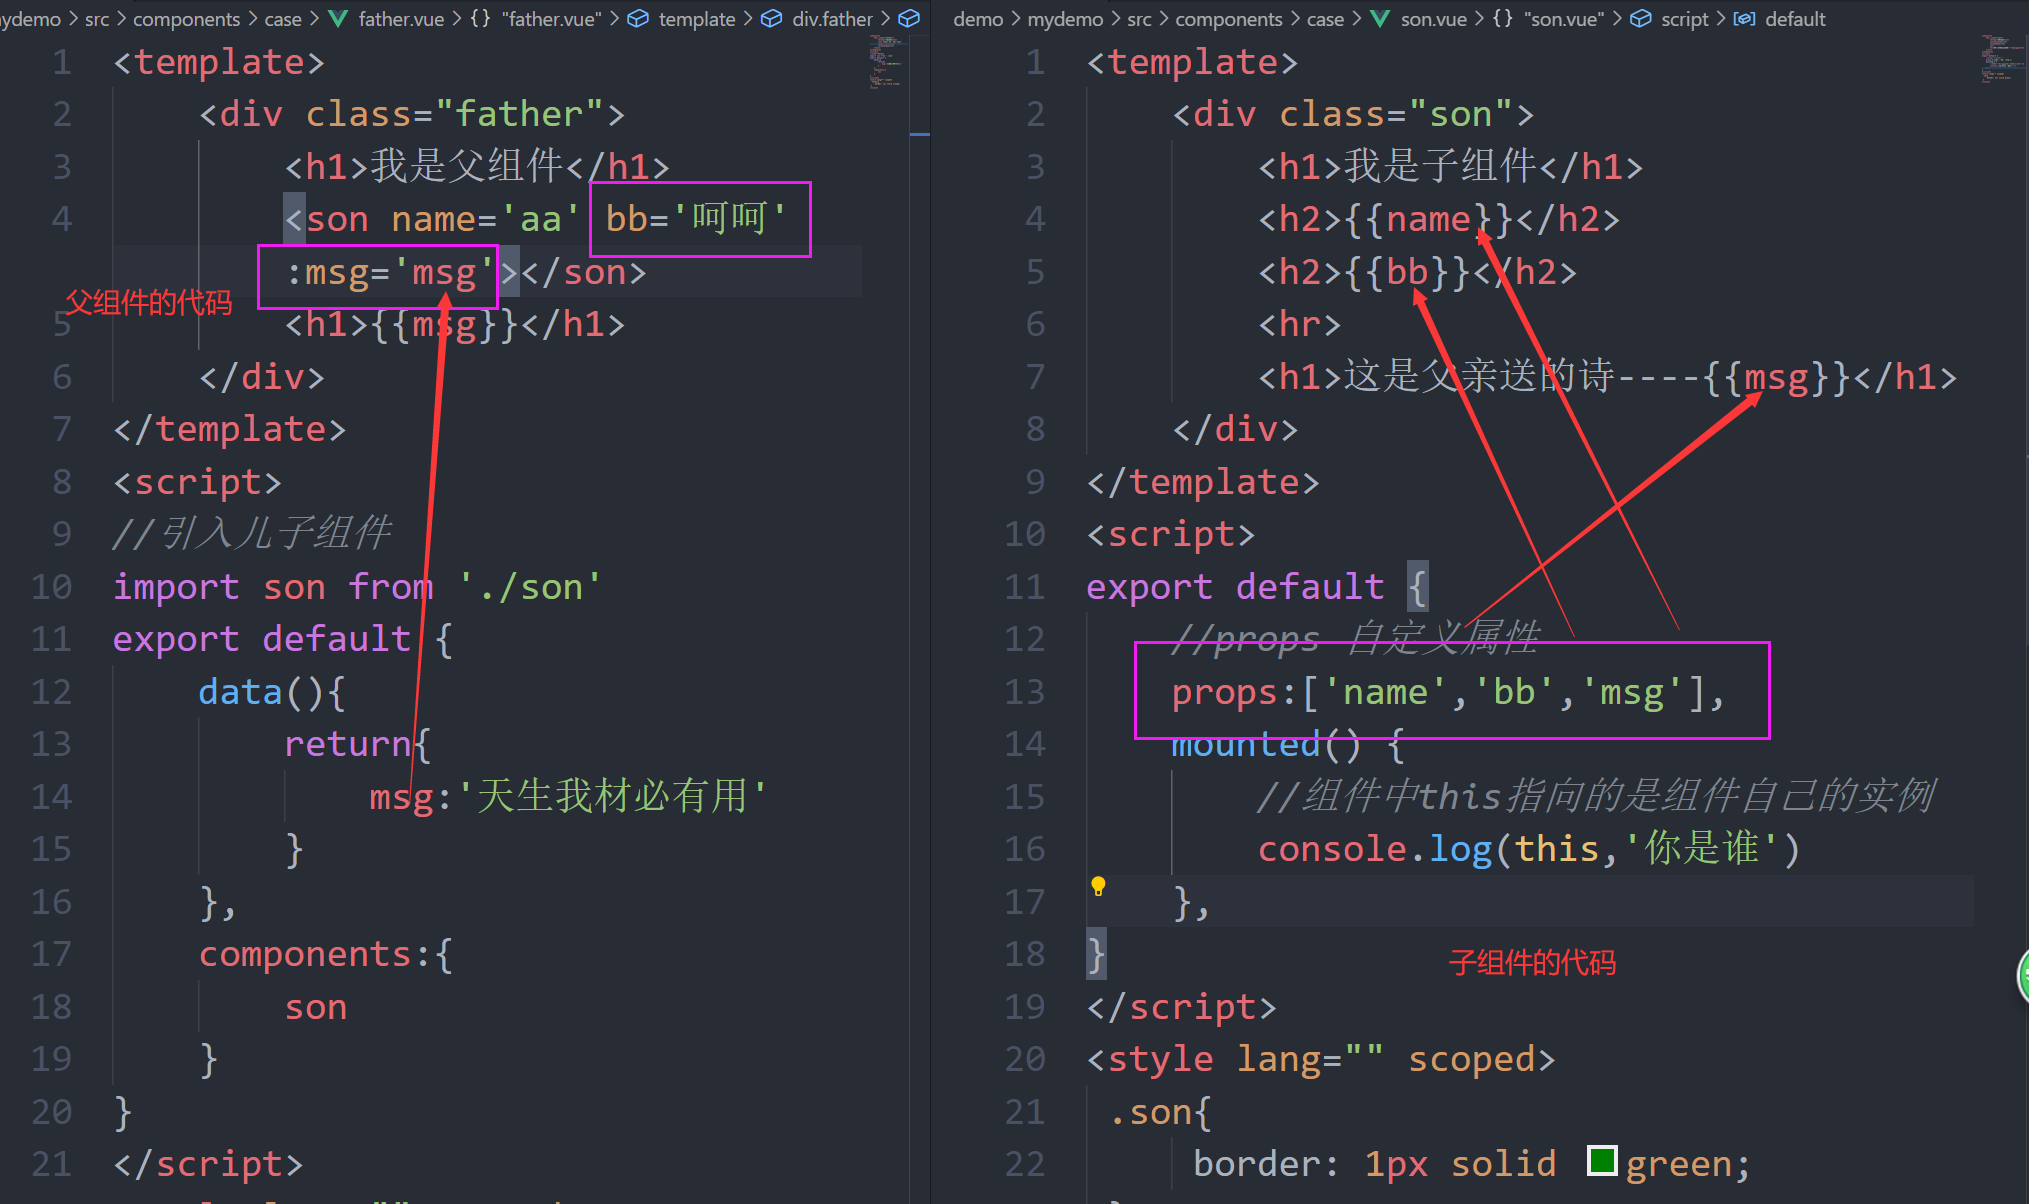 mydemo > src > components > case > father.vue > {} "father.vue" > template > div.father >
1 <template>
2 <div class="father">
3 <h1>我是父组件</h1>
4 <son name='aa' bb='呵呵'
:msg='msg'></son>
父组件的代码
5 <h1>{{msg}}</h1>
6 </div>
7 </template>
8 <script>
9 //引入儿子组件
10 import son from './son'
11 export default {
12 data(){
13 return{
14 msg:'天生我材必有用'
15 }
16 },
17 components:{
18 son
19 }
20 }
21 </script>
demo > mydemo > src > components > case > son.vue > {} "son.vue" > script > default
1 <template>
2 <div class="son">
3 <h1>我是子组件</h1>
4 <h2>{{name}}</h2>
5 <h2>{{bb}}</h2>
6 <hr>
7 <h1>这是父亲送的诗----{{msg}}</h1>
8 </div>
9 </template>
10 <script>
11 export default {
12 //props 自定义属性
13 props:['name','bb','msg'],
14 mounted() {
15 //组件中this指向的是组件自己的实例
16 console.log(this,'你是谁')
17 },
18 }
子组件的代码
19 </script>
20 <style lang="" scoped>
21 .son{
22 border: 1px solid green;